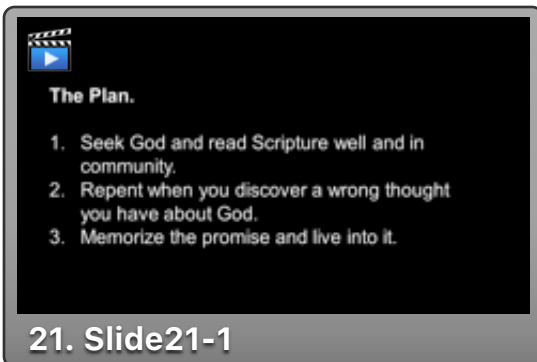 The Plan.
1. Seek God and read Scripture well and in
community.
2. Repent when you discover a wrong thought
you have about God.
3. Memorize the promise and live into it.
21. Slide21-1